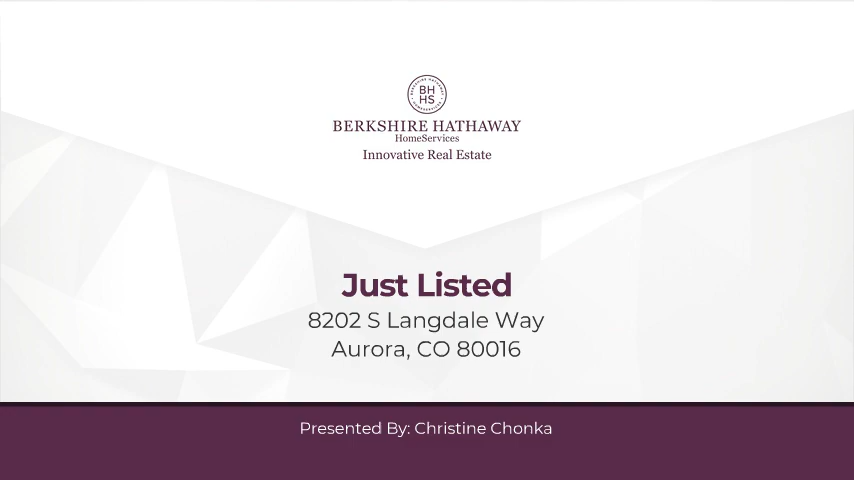 BH
HS
BERKSHIRE HATHAWAY
HomeServices
Innovative Real Estate
Just Listed
8202 S Langdale Way
Aurora, CO 80016
Presented By: Christine Chonka